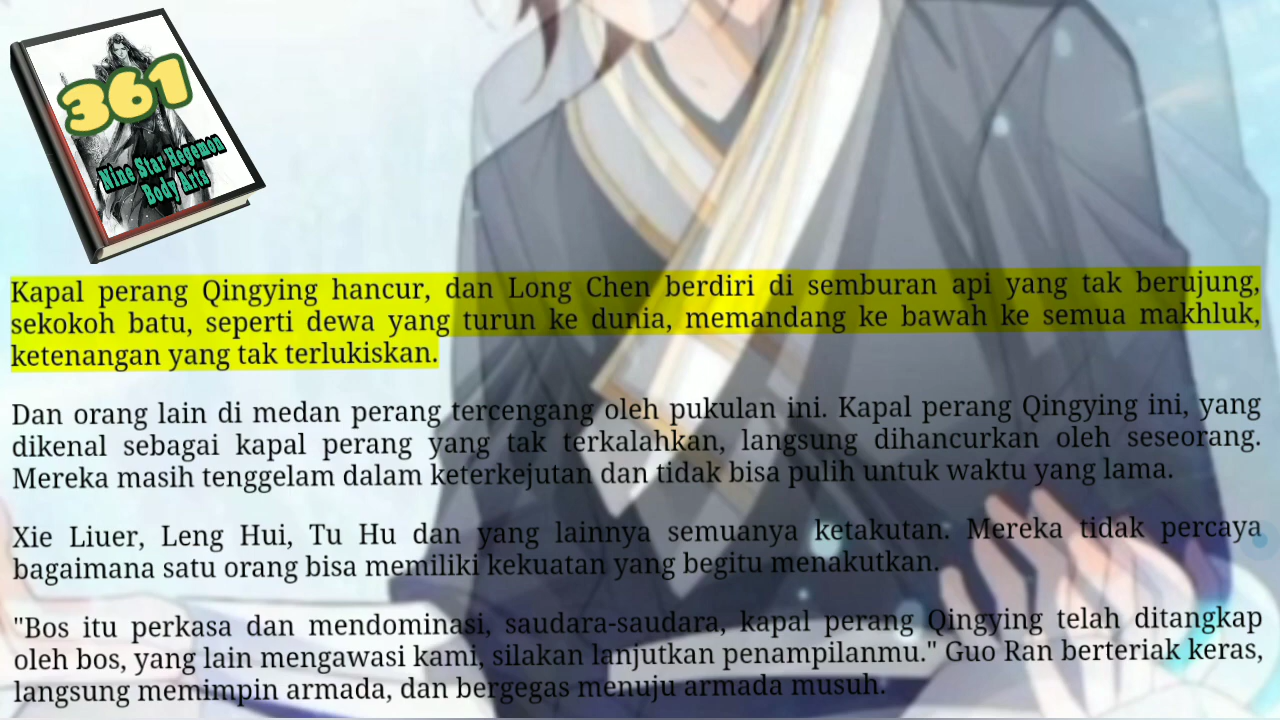 361
Nine Star Hegemon
Body Arts
Kapal perang Qingying hancur, dan Long Chen berdiri di semburan api yang tak berujung,
sekokoh batu, seperti dewa yang turun ke dunia, memandang ke bawah ke semua makhluk,
ketenangan yang tak terlukiskan.
Dan orang lain di medan perang tercengang oleh pukulan ini. Kapal perang Qingying ini, yang
dikenal sebagai kapal perang yang tak terkalahkan, langsung dihancurkan oleh seseorang.
Mereka masih tenggelam dalam keterkejutan dan tidak bisa pulih untuk waktu yang lama.
Xie Liuer, Leng Hui, Tu Hu dan yang lainnya semuanya ketakutan. Mereka tidak percaya
bagaimana satu orang bisa memiliki kekuatan yang begitu menakutkan.
"Bos itu perkasa dan mendominasi, saudara-saudara, kapal perang Qingying telah ditangkap
oleh bos, yang lain mengawasi kami, silakan lanjutkan penampilanmu." Guo Ran berteriak keras,
langsung memimpin armada, dan bergegas menuju armada musuh.